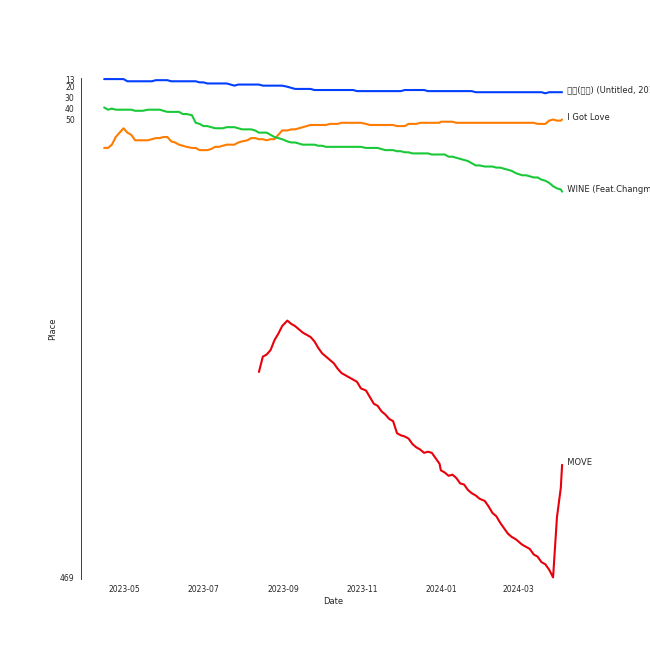 13
20
30
40
50
469
Place
2023-05
2023-07
2023-09
2023-11
2024-01
2024-03
Date
(Untitled,
I Got Love
WINE (Feat.Changm
MOVE